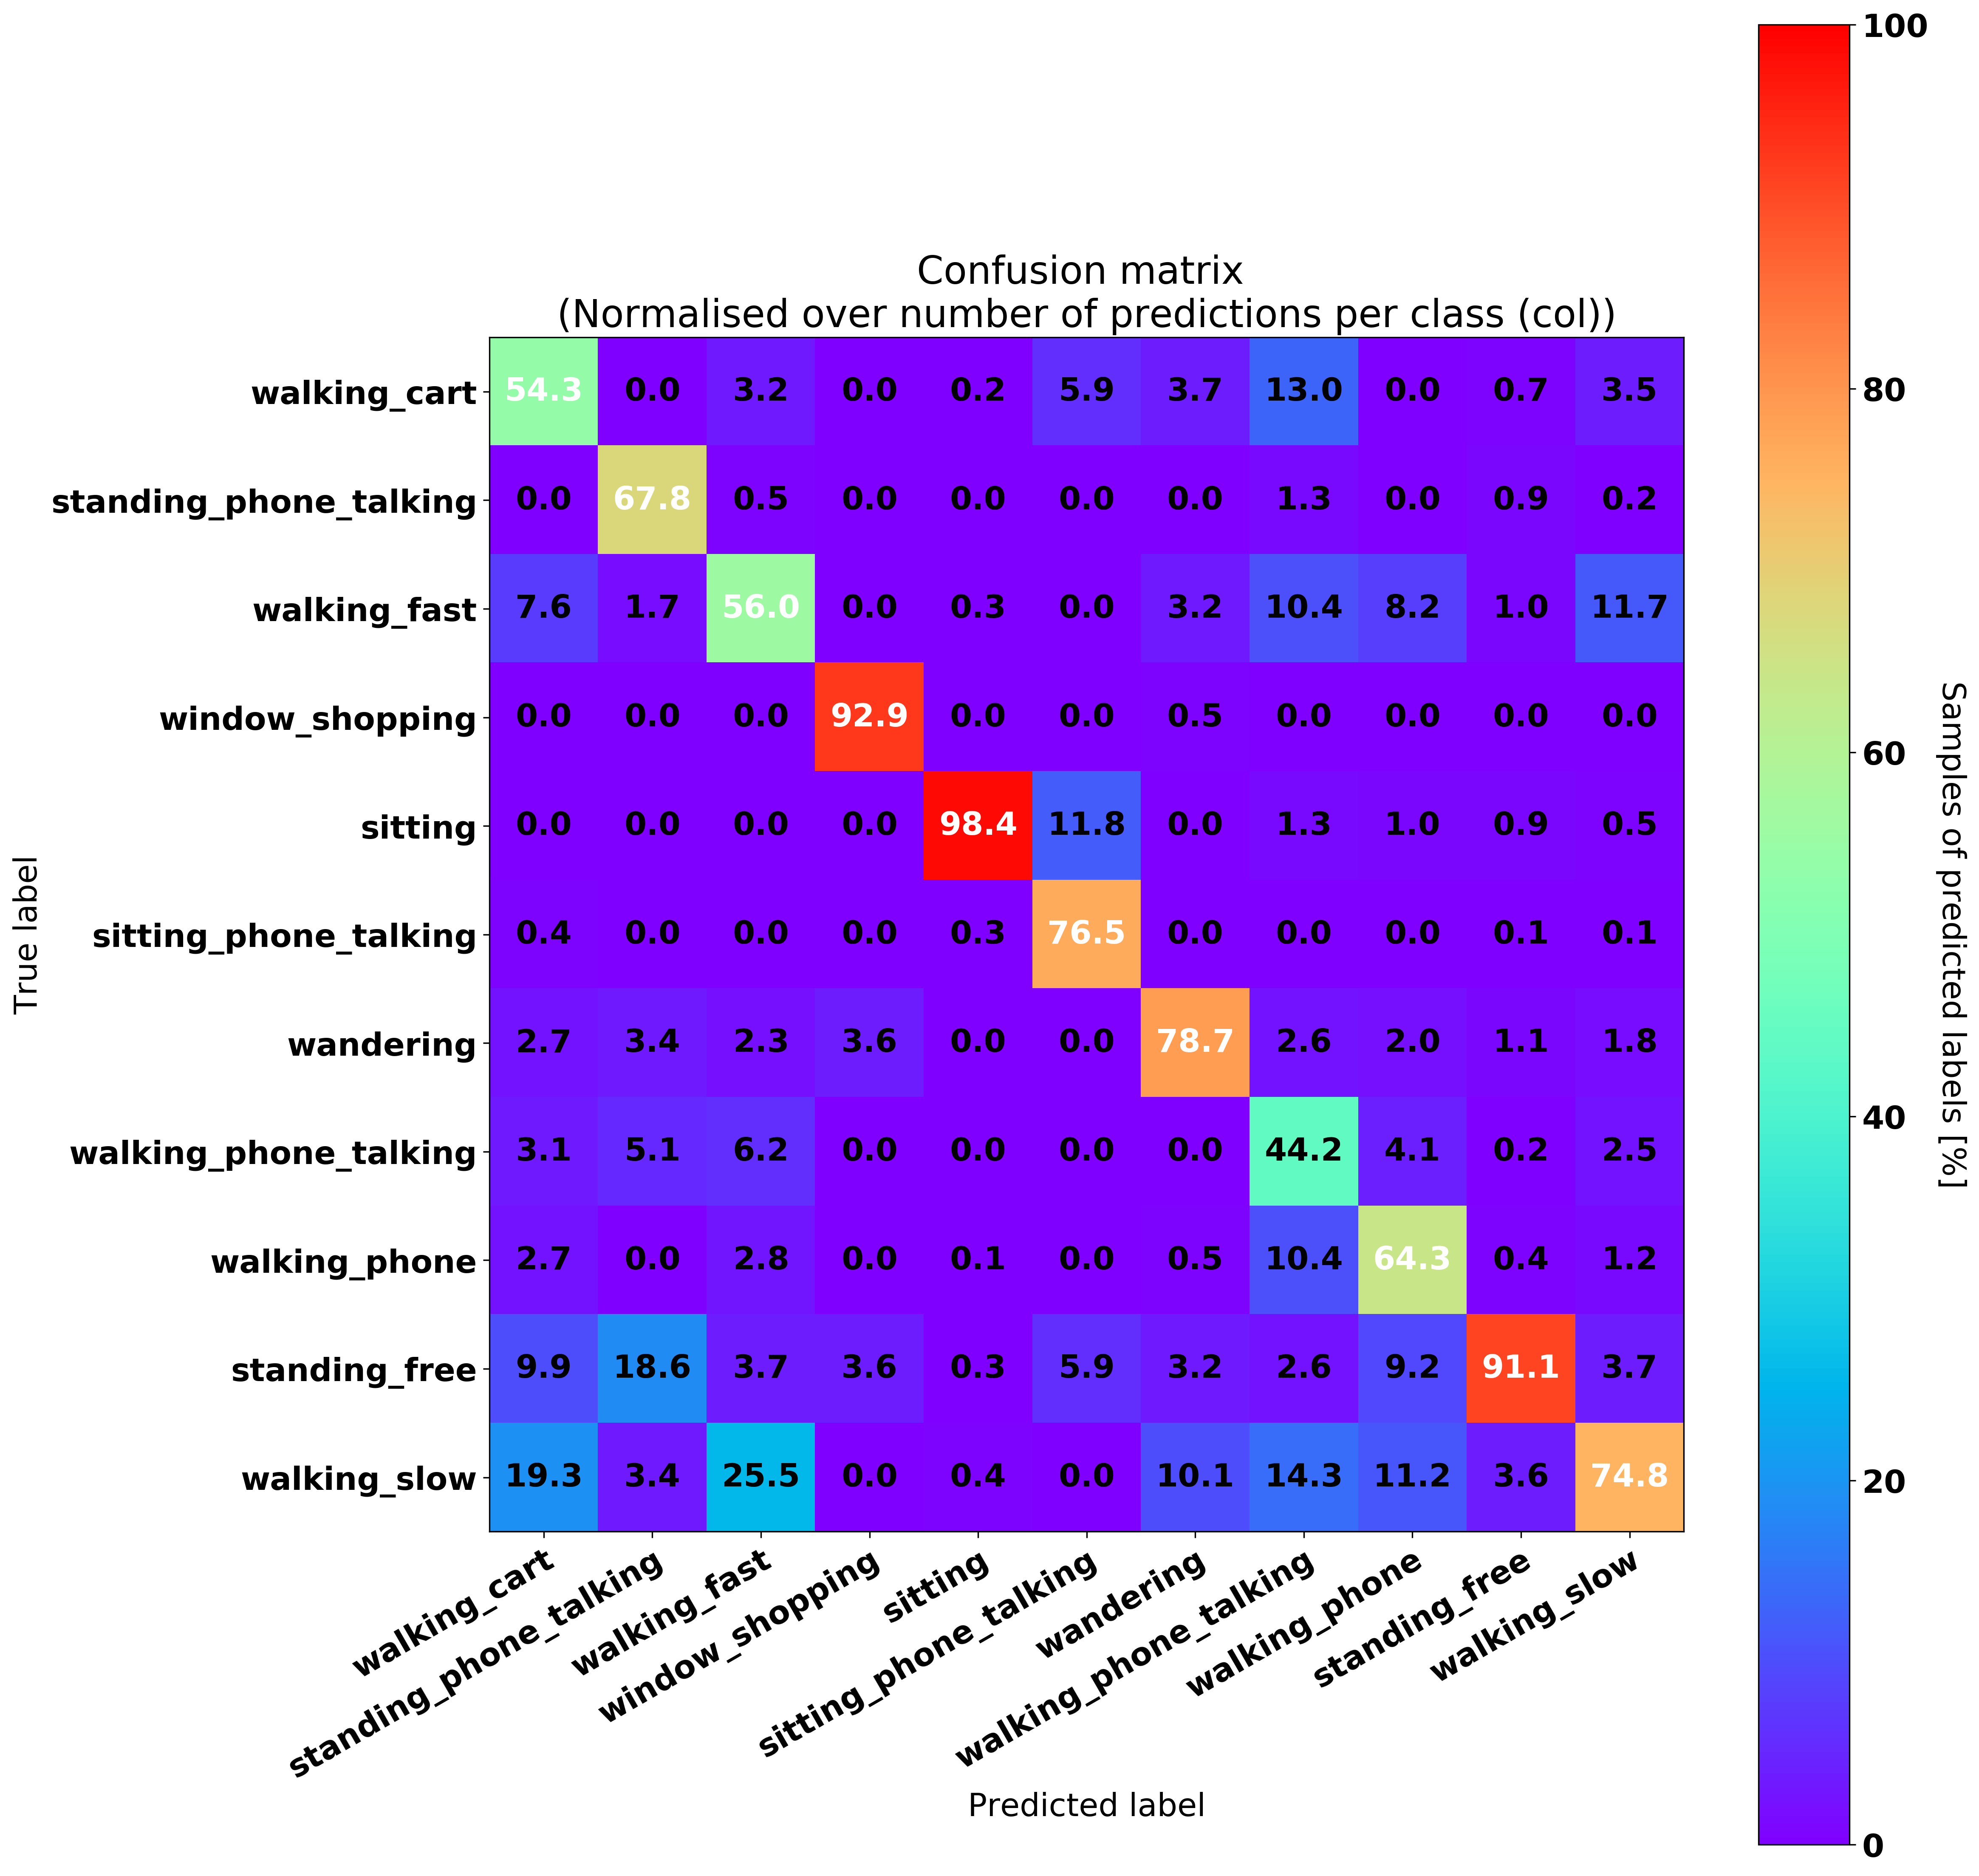 Confusion matrix
(Normalised over number of predictions per class (col))
True label
walking_cart 54.3 0.0 3.2 0.0 0.2 5.9 3.7 13.0 0.0 0.7 3.5
standing_phone_talking 0.0 67.8 0.5 0.0 0.0 0.0 0.0 1.3 0.0 0.9 0.2
walking_fast 7.6 1.7 56.0 0.0 0.3 0.0 3.2 10.4 8.2 1.0 11.7
window_shopping 0.0 0.0 0.0 92.9 0.0 0.0 0.5 0.0 0.0 0.0 0.0
sitting 0.0 0.0 0.0 0.0 98.4 11.8 0.0 1.3 1.0 0.9 0.5
sitting_phone_talking 0.4 0.0 0.0 0.0 0.3 76.5 0.0 0.0 0.0 0.1 0.1
wandering 2.7 3.4 2.3 3.6 0.0 0.0 78.7 2.6 2.0 1.1 1.8
walking_phone_talking 3.1 5.1 6.2 0.0 0.0 0.0 0.0 44.2 4.1 0.2 2.5
walking_phone 2.7 0.0 2.8 0.0 0.1 0.0 0.5 10.4 64.3 0.4 1.2
standing_free 9.9 18.6 3.7 3.6 0.3 5.9 3.2 2.6 9.2 91.1 3.7
walking_slow 19.3 3.4 25.5 0.0 0.4 0.0 10.1 14.3 11.2 3.6 74.8
walking_cart
standing_phone_talking
walking_fast
window_shopping
sitting
sitting_phone_talking
wandering
walking_phone_talking
walking_phone
standing_free
walking_slow
Predicted label
100
80
60
40
20
0
Samples of predicted labels [%]